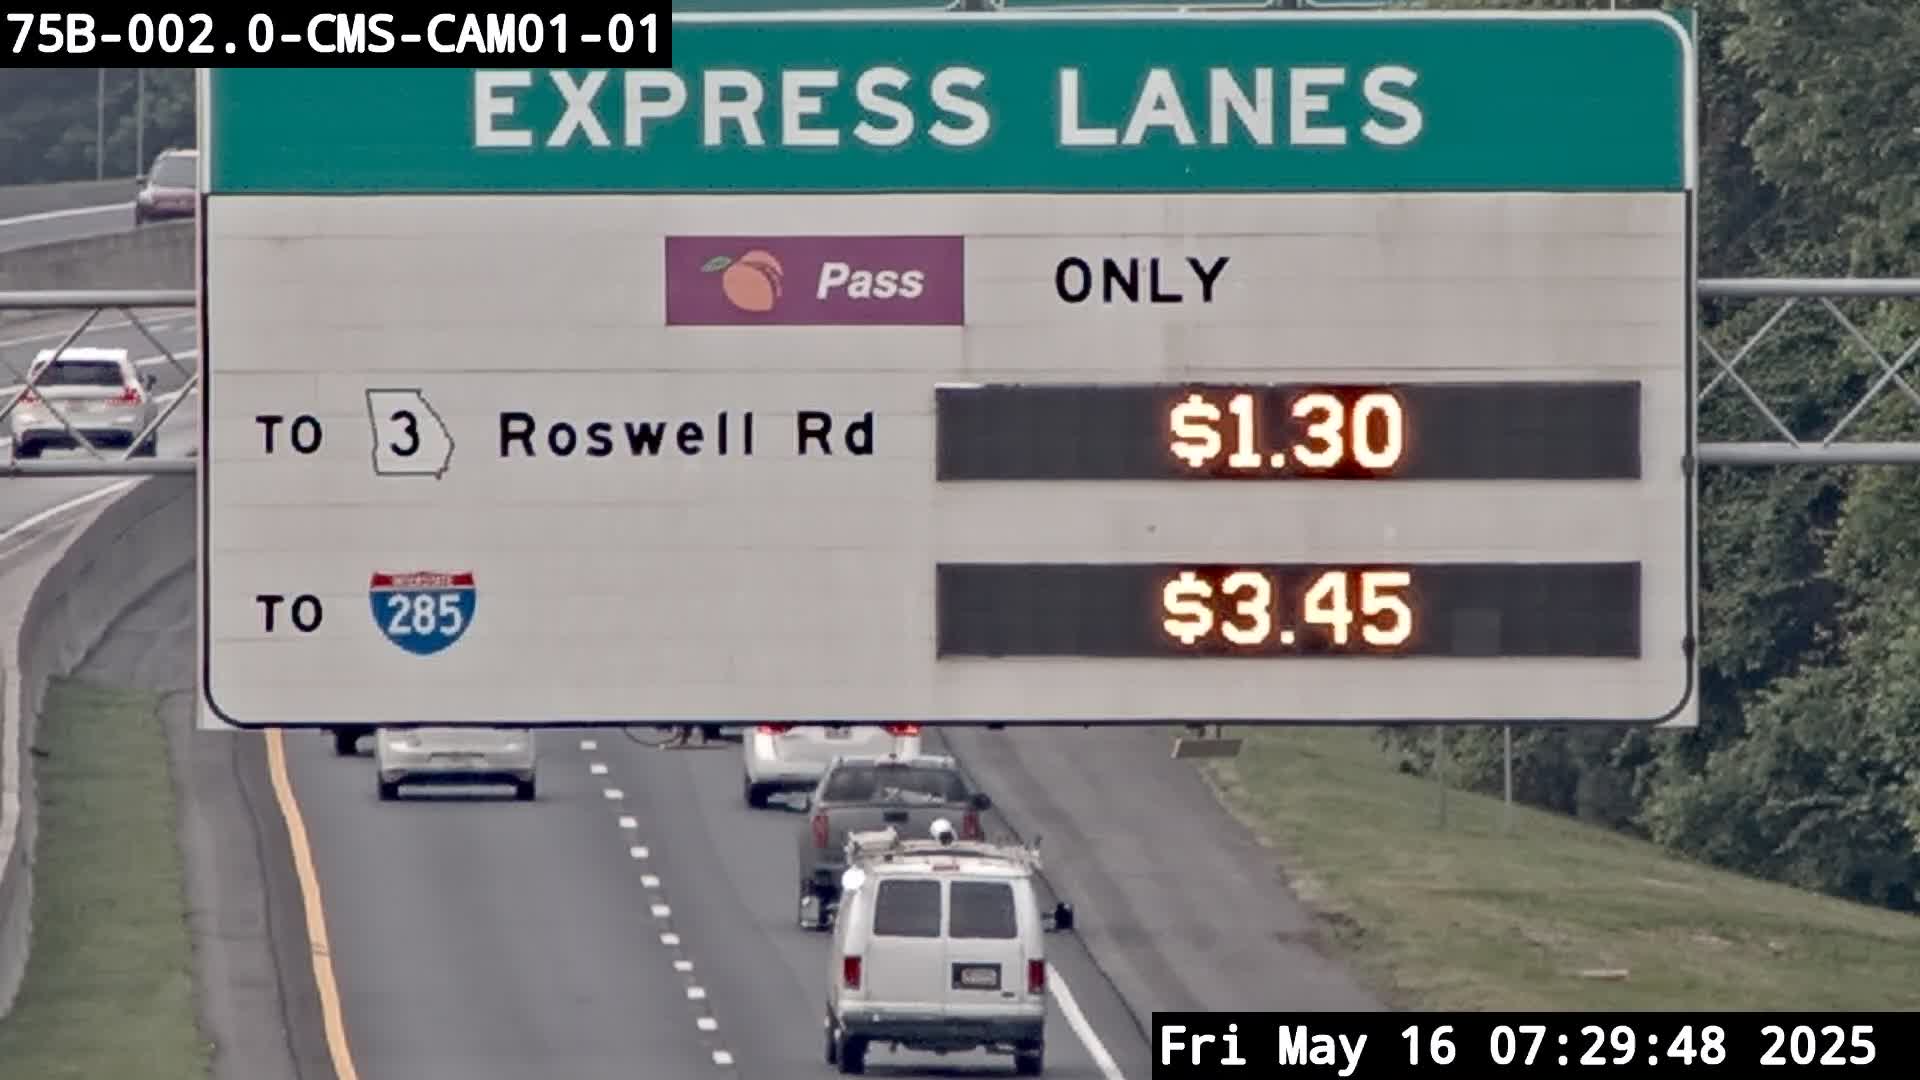 75B-002.0-CMS-CAM01-01
EXPRESS LANES
Pass ONLY
TO 3 Roswell Rd $1.30
INTERSTATE
TO 285 $3.45
Fri May 16 07:29:48 2025